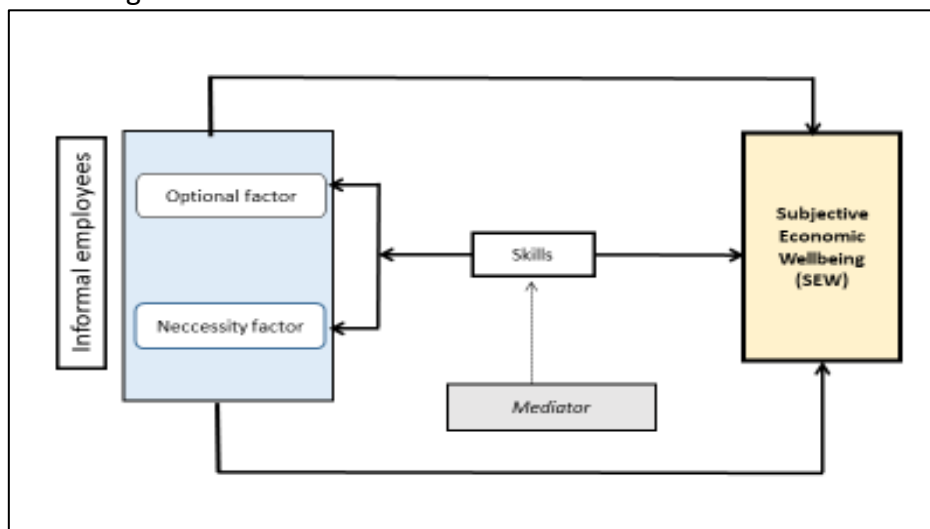 Informal employees
Optional factor
Neccessity factor
Skills
Mediator
Subjective
Economic
Wellbeing
(SEW)